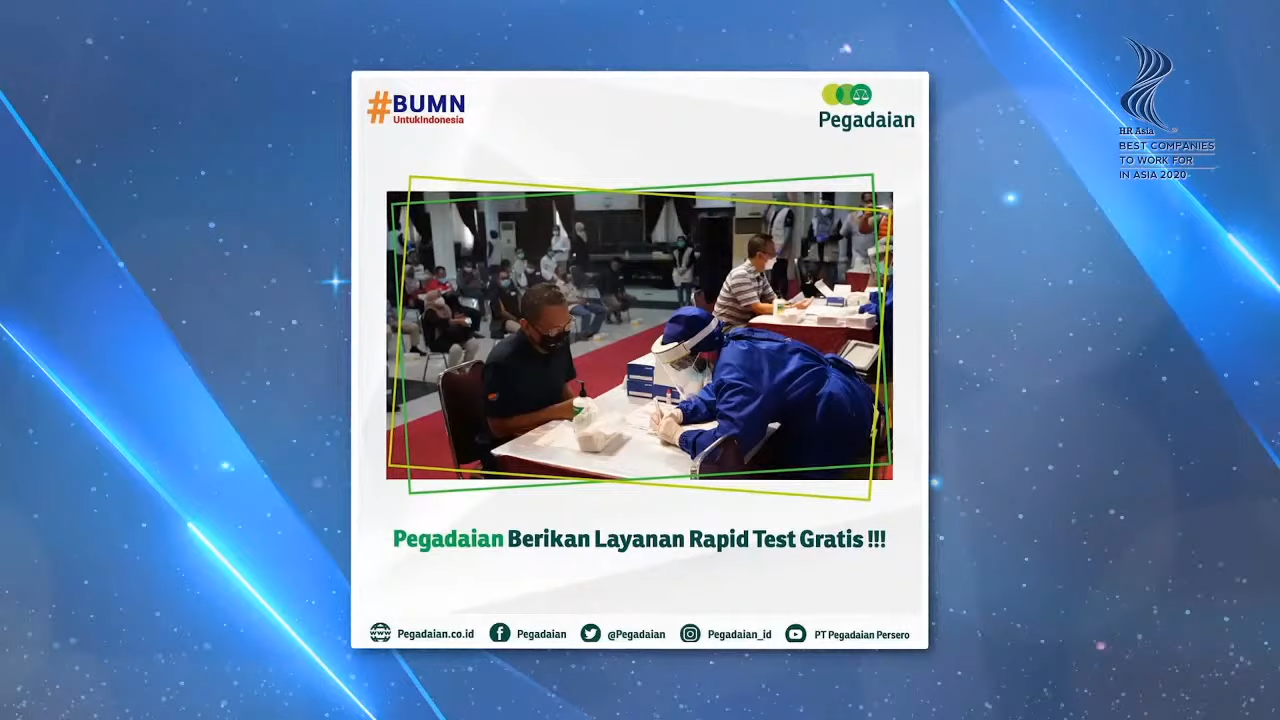 #BUMN
UntukIndonesia
Pegadaian
HR Asia
BEST COMPANIES
TO WORK FOR
IN ASIA 2020
Pegadaian Berikan Layanan Rapid Test Gratis !!!
Pegadaian.co.id
Pegadaian
@Pegadaian
Pegadaian_id
PT Pegadaian Persero